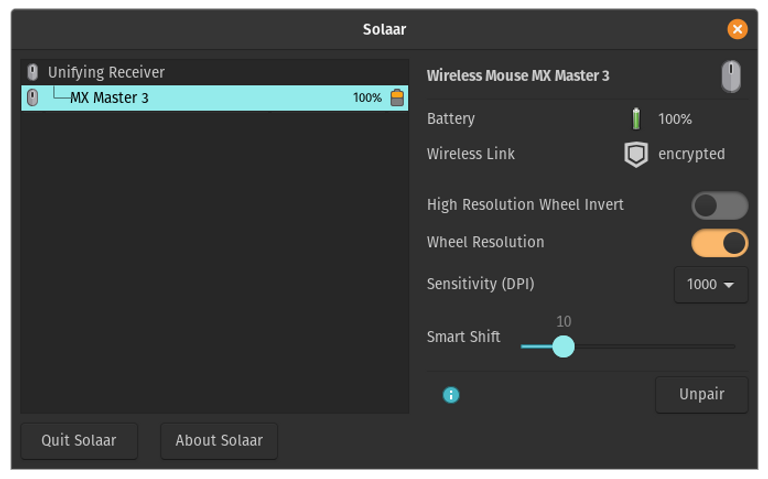 Solaar
Unifying Receiver
MX Master 3 100%
Wireless Mouse MX Master 3
Battery 100%
Wireless Link encrypted
High Resolution Wheel Invert
Wheel Resolution
Sensitivity (DPI) 1000
10
Smart Shift
Unpair
Quit Solaar About Solaar